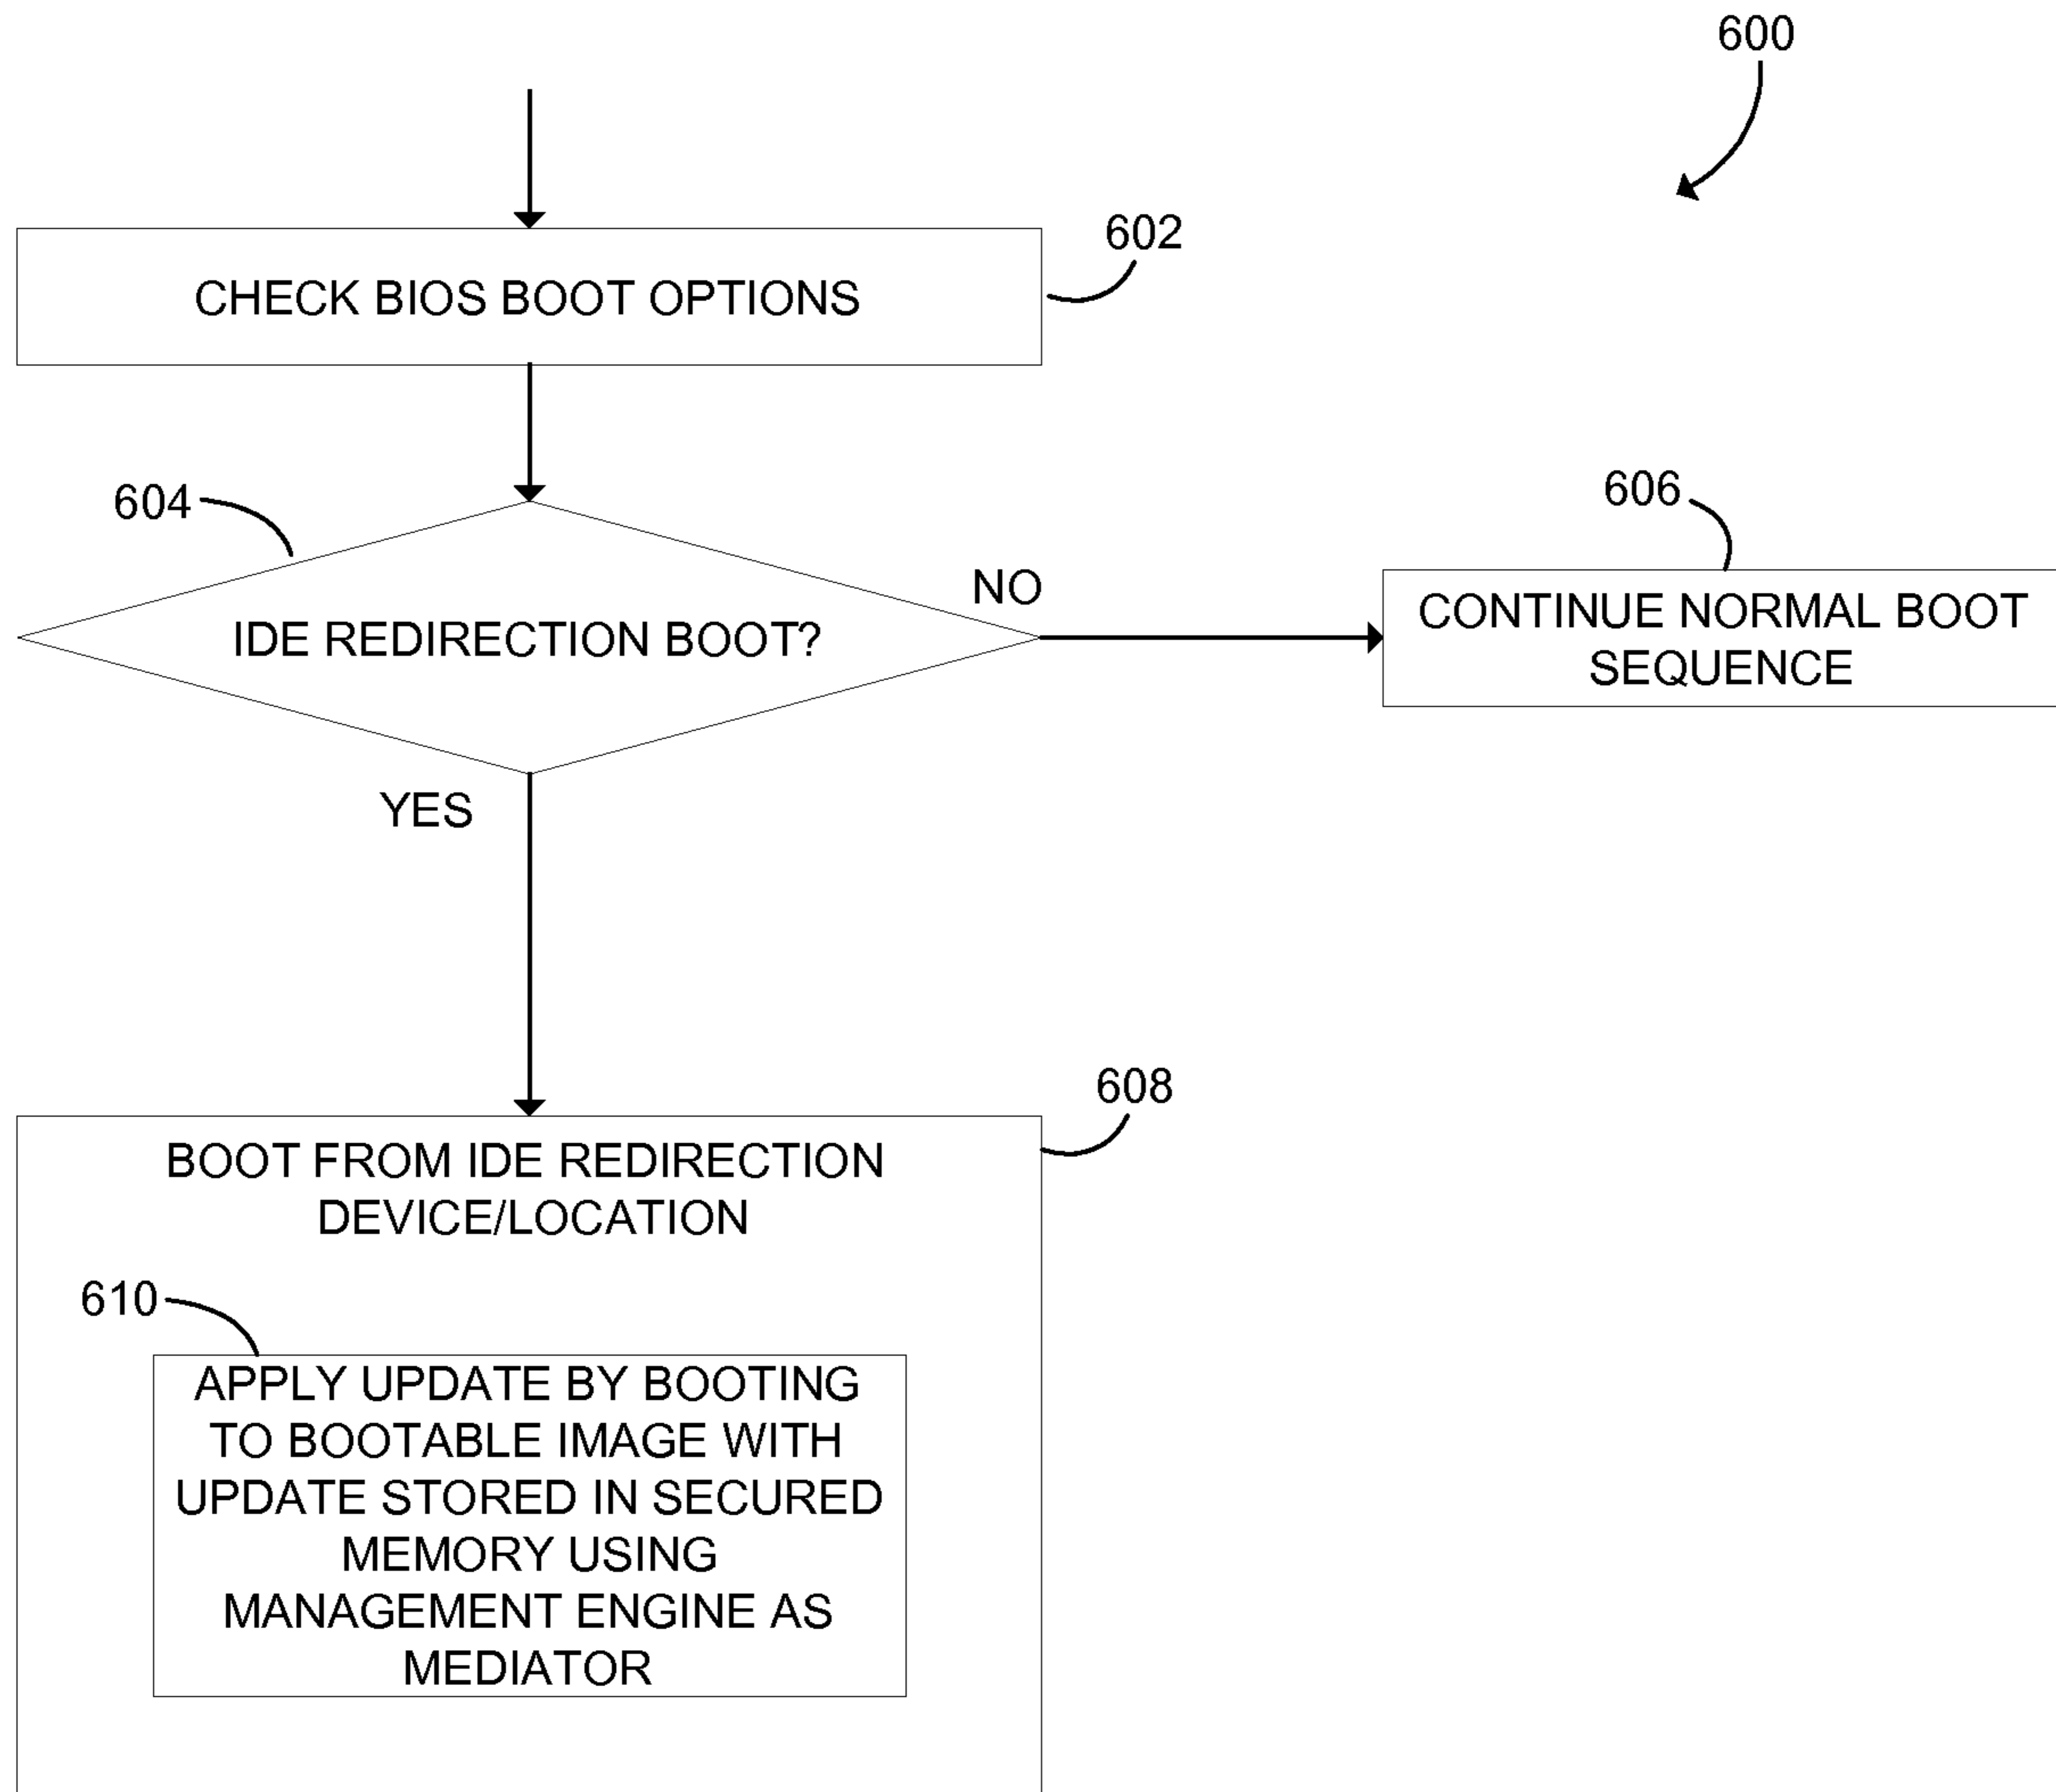 600
602
CHECK BIOS BOOT OPTIONS
604
IDE REDIRECTION BOOT?
NO
606
CONTINUE NORMAL BOOT
SEQUENCE
YES
608
BOOT FROM IDE REDIRECTION
DEVICE/LOCATION
610
APPLY UPDATE BY BOOTING
TO BOOTABLE IMAGE WITH
UPDATE STORED IN SECURED
MEMORY USING
MANAGEMENT ENGINE AS
MEDIATOR